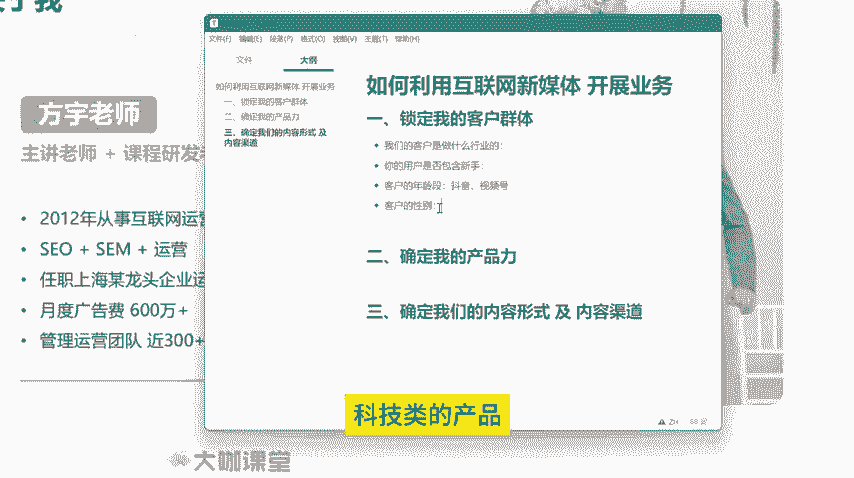 关于我
方宇老师
主讲老师 + 课程研发
• 2012年从事互联网运营
• SEO + SEM + 运营
• 任职上海某龙头企业运
• 月度广告费 600万+
• 管理运营团队 近300+
文件(F) 编辑(E) 段落(P) 格式(O) 视图(V) 主题(T) 帮助(H)
文件 大纲
如何利用互联网新媒体 开展业务
一、锁定我的客户群体
二、确定我的产品力
三、确定我们的内容形式 及
内容渠道
如何利用互联网新媒体 开展业务
一、锁定我的客户群体
• 我们的客户是做什么行业的：
• 你的用户是否包含新手：
• 客户的年龄段：抖音、视频号
• 客户的性别：
二、确定我的产品力
三、确定我们的内容形式 及 内容渠道
科技类的产品
大咖课堂